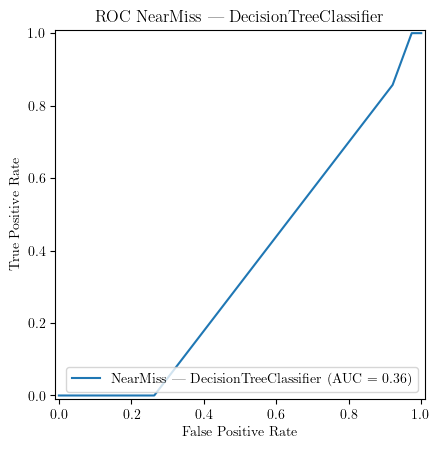 ROC NearMiss — DecisionTreeClassifier
1.0
0.8
0.6
0.4
0.2
0.0
True Positive Rate
NearMiss — DecisionTreeClassifier (AUC = 0.36)
0.0 0.2 0.4 0.6 0.8 1.0
False Positive Rate